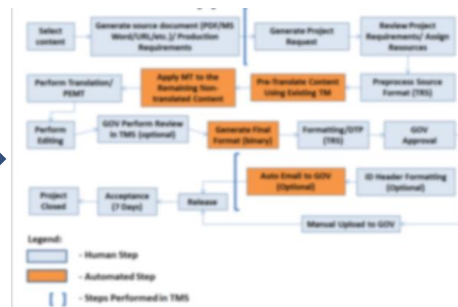 Select
content
Generate source document (PDF/MS
Word/URL/etc.)/ Production
Requirements
Generate Project
Request
Review Project
Requirements/ Assign
Resources
Perform Translation/
PEMT
Apply MT to the
Remaining Non-
translated Content
Pre-Translate Content
Using Existing TM
Preprocess Source
Format (TRS)
Perform
Editing
GOV Perform Review
in TMS (optional)
Generate Final
Format (binary)
Formatting/DTP
(TRS)
GOV
Approval
Project
Closed
Acceptance
(7 Days)
Release
Auto Email to GOV
(Optional)
ID Header Formatting
(Optional)
Manual Upload to GOV
Legend:
- Human Step
- Automated Step
- Steps Performed in TMS